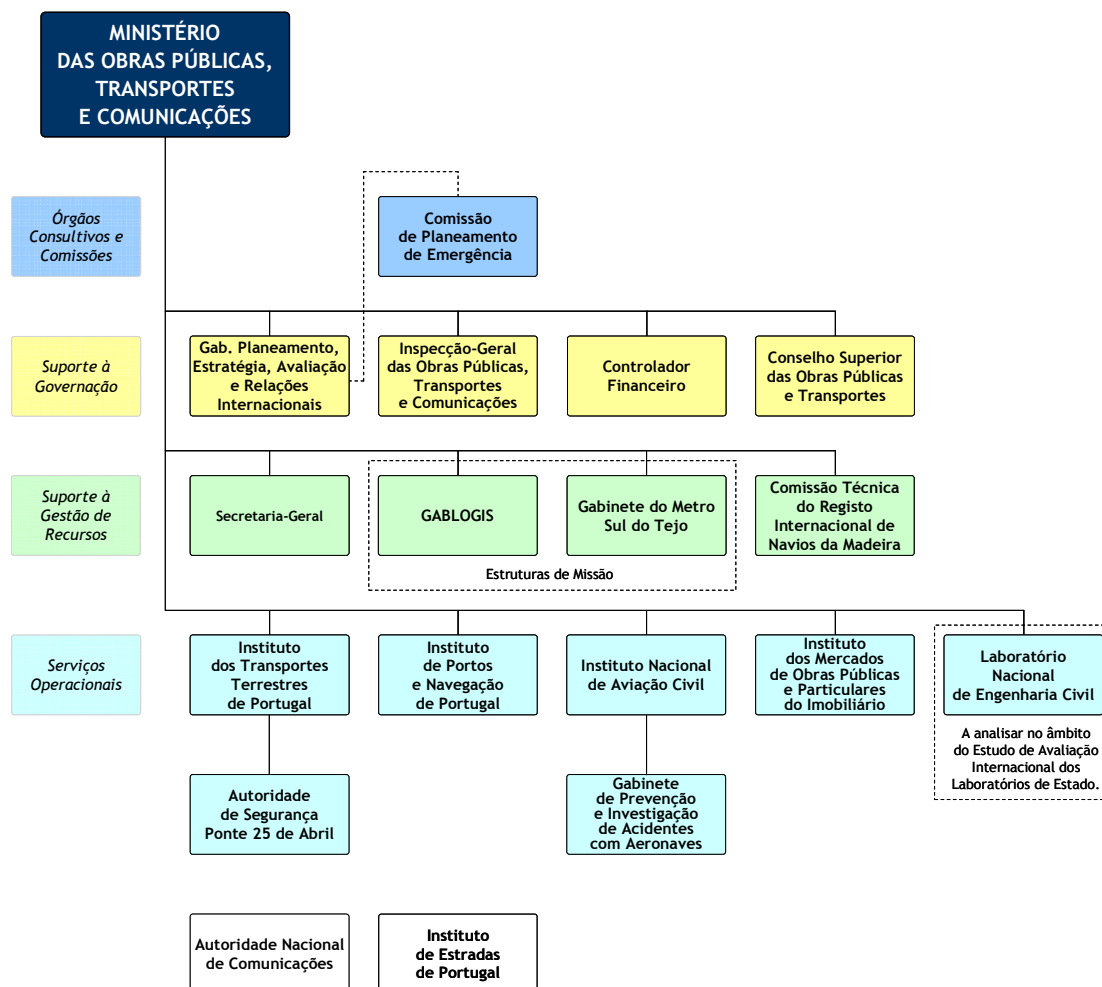 MINISTÉRIO
DAS OBRAS PÚBLICAS,
TRANSPORTES
E COMUNICAÇÕES
Órgãos
Consultivos e
Comissões
Comissão
de Planeamento
de Emergência
Suporte à
Governação
Gab. Planeamento,
Estratégia, Avaliação
e Relações
Internacionais
Inspecção-Geral
das Obras Públicas,
Transportes
e Comunicações
Controlador
Financeiro
Conselho Superior
das Obras Públicas
e Transportes
Suporte à
Gestão de
Recursos
Secretaria-Geral
GABLOGIS
Gabinete do Metro
Sul do Tejo
Estruturas de Missão
Comissão Técnica
do Registo
Internacional de
Navios da Madeira
Serviços
Operacionais
Instituto
dos Transportes
Terrestres
de Portugal
Instituto
de Portos
e Navegação
de Portugal
Instituto Nacional
de Aviação Civil
Instituto
dos Mercados
de Obras Públicas
e Particulares
do Imobiliário
Laboratório
Nacional
de Engenharia Civil
A analisar no âmbito
do Estudo de Avaliação
Internacional dos
Laboratórios de Estado.
Autoridade
de Segurança
Ponte 25 de Abril
Gabinete
de Prevenção
e Investigação
de Acidentes
com Aeronaves
Autoridade Nacional
de Comunicações
Instituto
de Estradas
de Portugal